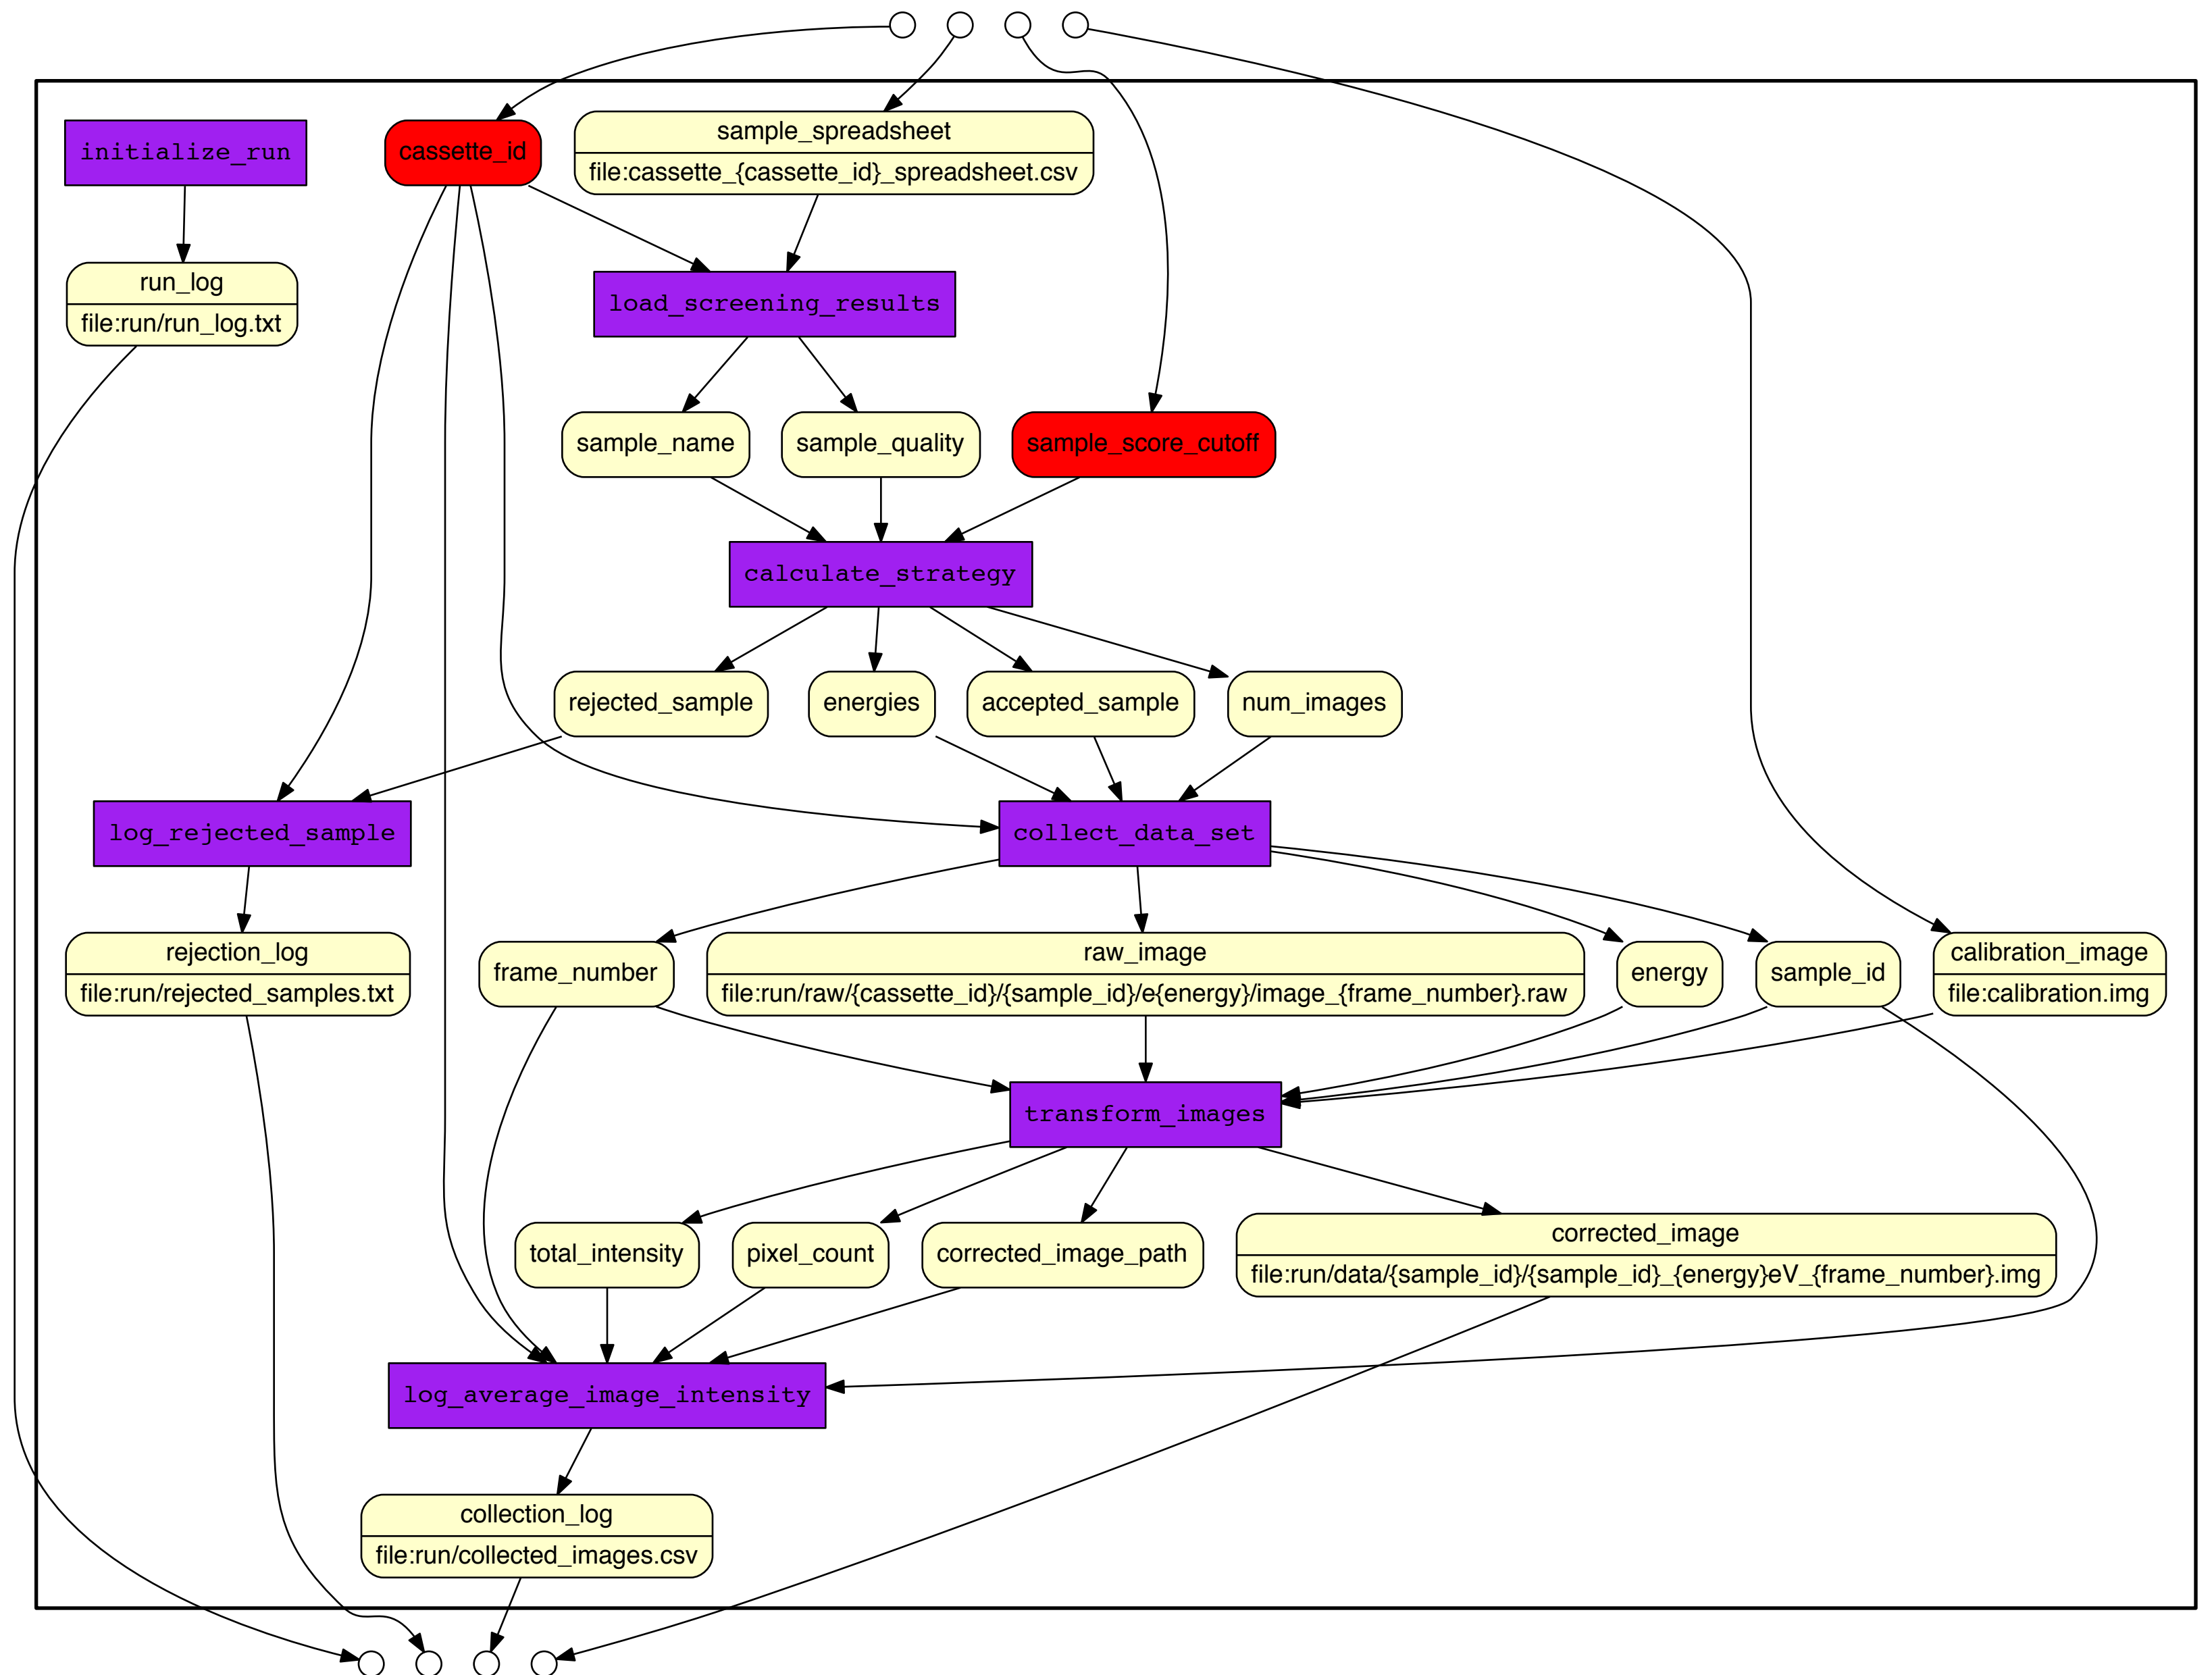 initialize_run
cassette_id
sample_spreadsheet
file:cassette_{cassette_id}_spreadsheet.csv
run_log
file:run/run_log.txt
load_screening_results
sample_name
sample_quality
sample_score_cutoff
calculate_strategy
rejected_sample
energies
accepted_sample
num_images
log_rejected_sample
collect_data_set
rejection_log
file:run/rejected_samples.txt
frame_number
raw_image
file:run/raw/{cassette_id}/{sample_id}/e{energy}/image_{frame_number}.raw
energy
sample_id
calibration_image
file:calibration.img
transform_images
total_intensity
pixel_count
corrected_image_path
corrected_image
file:run/data/{sample_id}/{sample_id}_{energy}eV_{frame_number}.img
log_average_image_intensity
collection_log
file:run/collected_images.csv